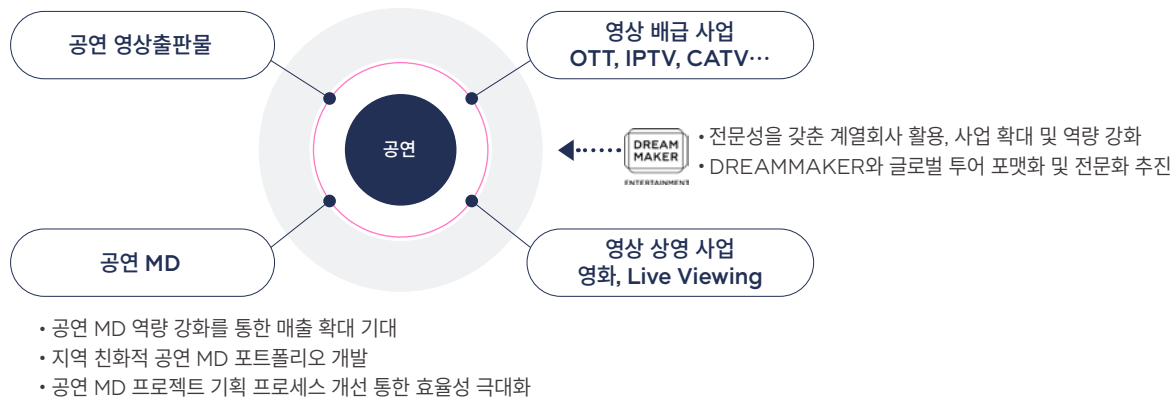 공연 영상출판물
영상 배급 사업
OTT, IPTV, CATV…
공연
DREAM
MAKER
ENTERTAINMENT
• 전문성을 갖춘 계열회사 활용, 사업 확대 및 역량 강화
• DREAMMAKER와 글로벌 투어 포맷화 및 전문화 추진
공연 MD
영상 상영 사업
영화, Live Viewing
• 공연 MD 역량 강화를 통한 매출 확대 기대
• 지역 친화적 공연 MD 포트폴리오 개발
• 공연 MD 프로젝트 기획 프로세스 개선 통한 효율성 극대화